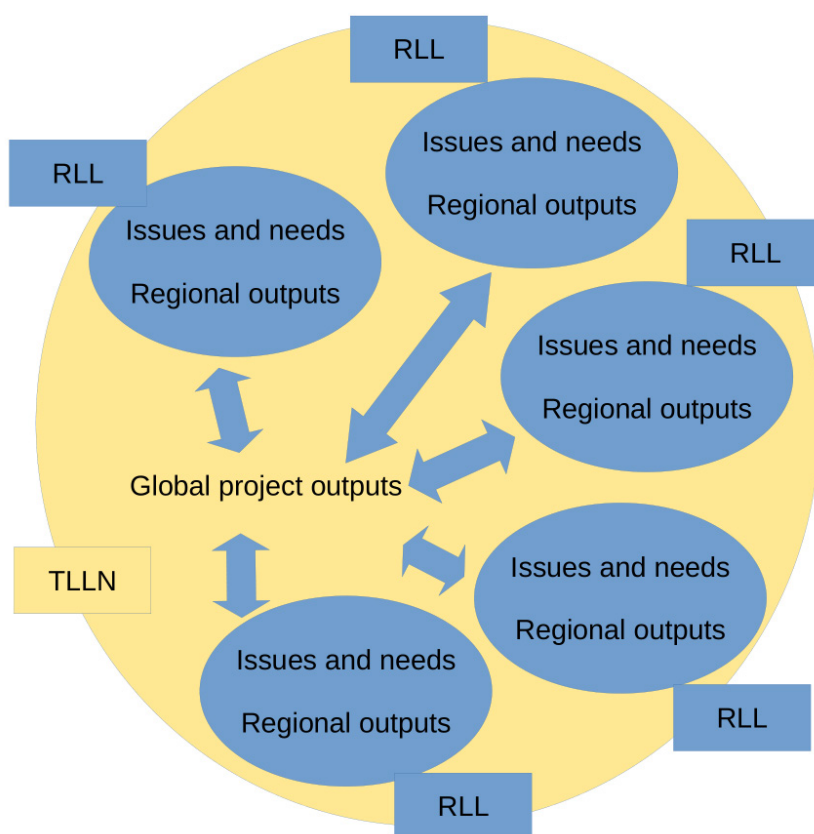 RLL
Issues and needs
Regional outputs
RLL
Issues and needs
Regional outputs
RLL
Issues and needs
Regional outputs
Global project outputs
TLLN
Issues and needs
Regional outputs
RLL
Issues and needs
Regional outputs
RLL